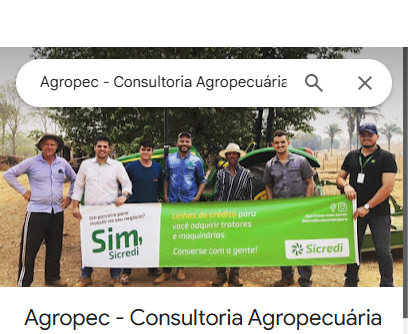 Agropec - Consultoria Agropecuária
Um parceiro para
investir no seu negócio?
Sim,
Sicredi
Linhas de crédito para
você adquirir tratores
e maquinários.
Converse com a gente!
Sicredi
Agropec - Consultoria Agropecuária